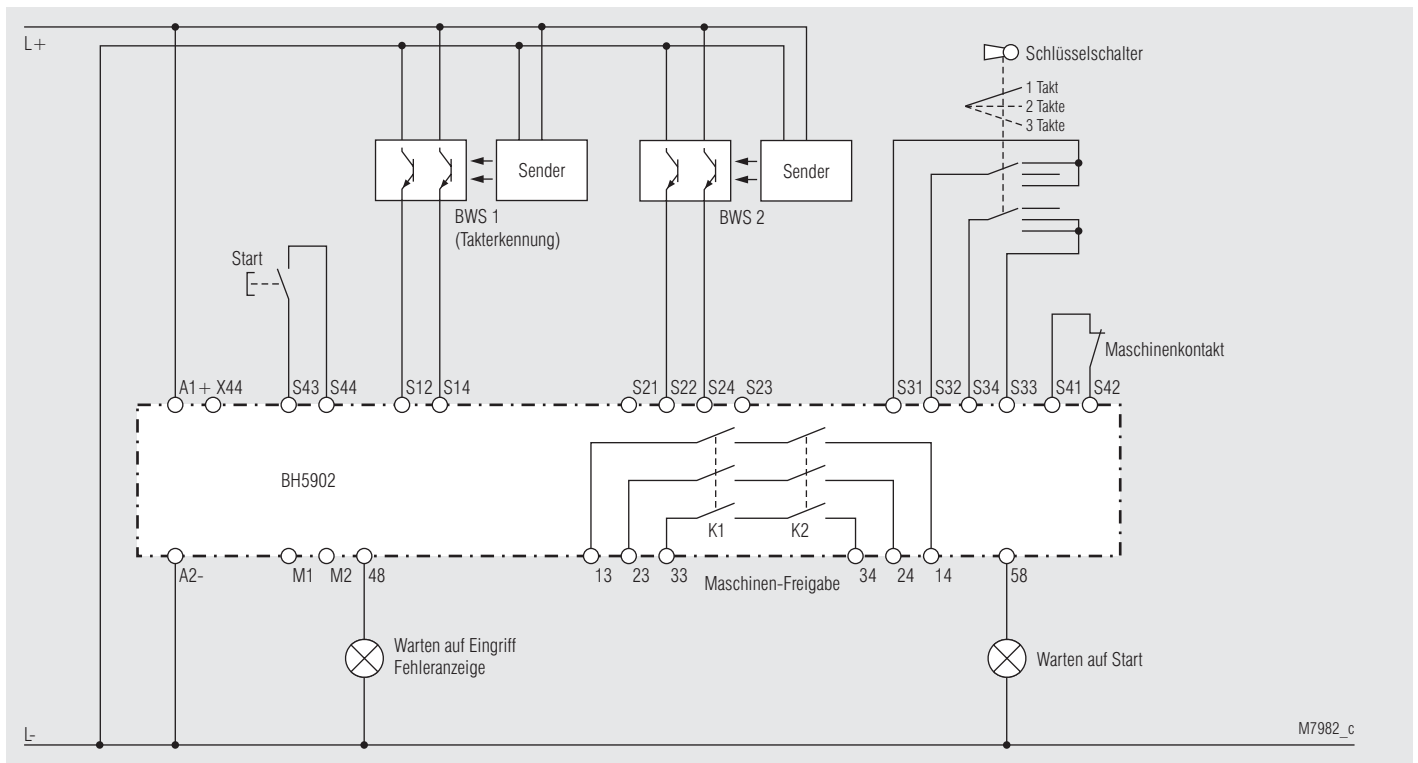 L+
Schlüsselschalter
1 Takt
2 Takte
3 Takte
Sender
Sender
BWS 1
(Takterkennung)
BWS 2
Start
Maschinenkontakt
A1+ X44 S43 S44 S12 S14 S21 S22 S24 S23 S31 S32 S34 S33 S41 S42
BH5902
K1 K2
A2- M1 M2 48 13 23 33 Maschinen-Freigabe 34 24 14 58
Warten auf Eingriff
Fehleranzeige
Warten auf Start
L-
M7982_c